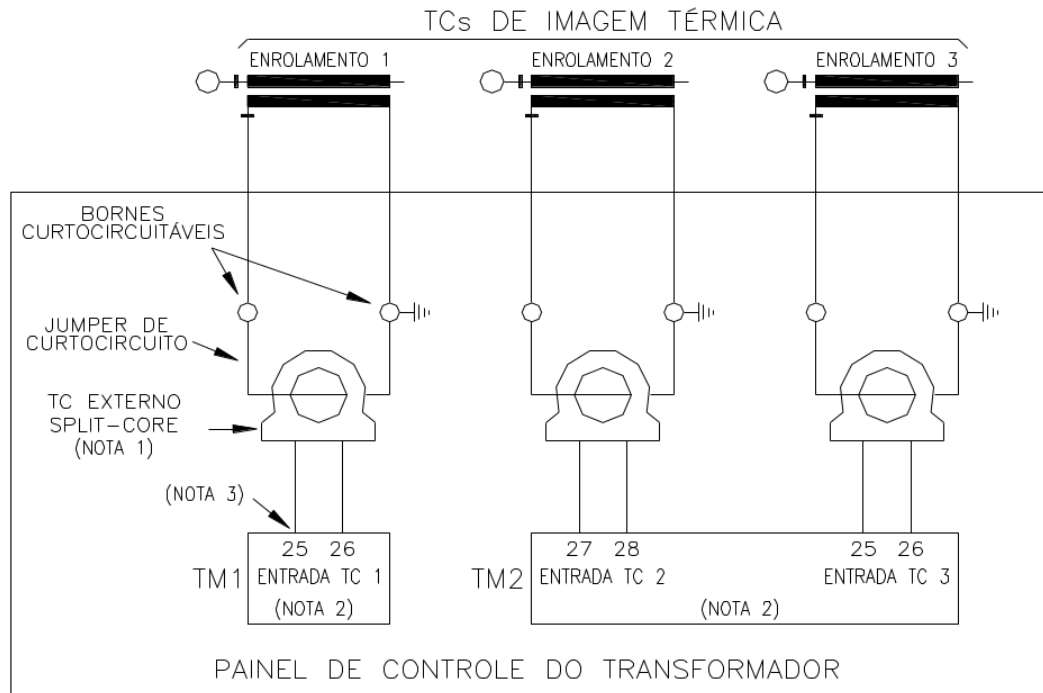 TCs DE IMAGEM TÉRMICA
ENROLAMENTO 1
ENROLAMENTO 2
ENROLAMENTO 3
BORNES
CURTOCIRCUITÁVEIS
JUMPER DE
CURTOCIRCUITO
TC EXTERNO
SPLIT-CORE
(NOTA 1)
(NOTA 3)
25 26
27 28
25 26
TM1
ENTRADA TC 1
(NOTA 2)
TM2
ENTRADA TC 2
ENTRADA TC 3
(NOTA 2)
PAINEL DE CONTROLE DO TRANSFORMADOR